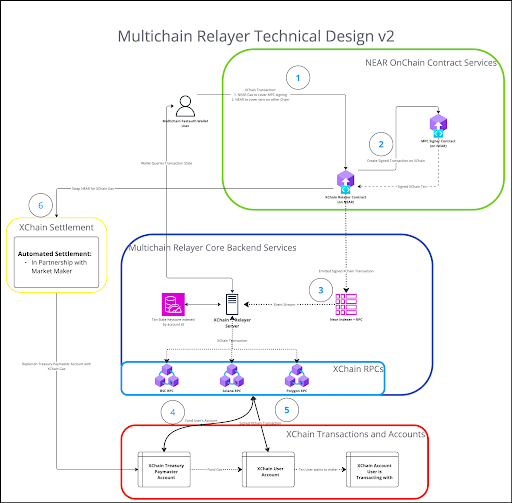 Multichain Relayer Technical Design v2
NEAR OnChain Contract Services
XChain Transaction:
1. NEAR Gas to cover MPC signing
2. NEAR to cover txns on other Chain
1
Multichain Fastauth Wallet
User
2
MPC Signer Contract
(on NEAR)
Create Signed Transaction on XChain
Wallet Queries Transaction State
Signed XChain Txn
XChain Relayer Contract
(on NEAR)
Swap NEAR for XChain Gas
6
XChain Settlement
Automated Settlement:
• In Partnership with
Market Maker
Multichain Relayer Core Backend Services
Emitted Signed XChain Transaction
3
Event Stream
Txn State Keystore indexed
by account ID
XChain
Relayer
Server
Near Indexer + RPC
XChain Transaction
XChain RPCs
BSC RPC
Solana RPC
Polygon RPC
Replenish Treasury Paymaster Account with
XChain Gas
4
Fund User's Account
5
Signed XChain Transaction
XChain Transactions and Accounts
XChain Treasury
Paymaster
Account
Fund Gas
XChain User
Account
Txn User wants to make
XChain Account
User is
Transacting with